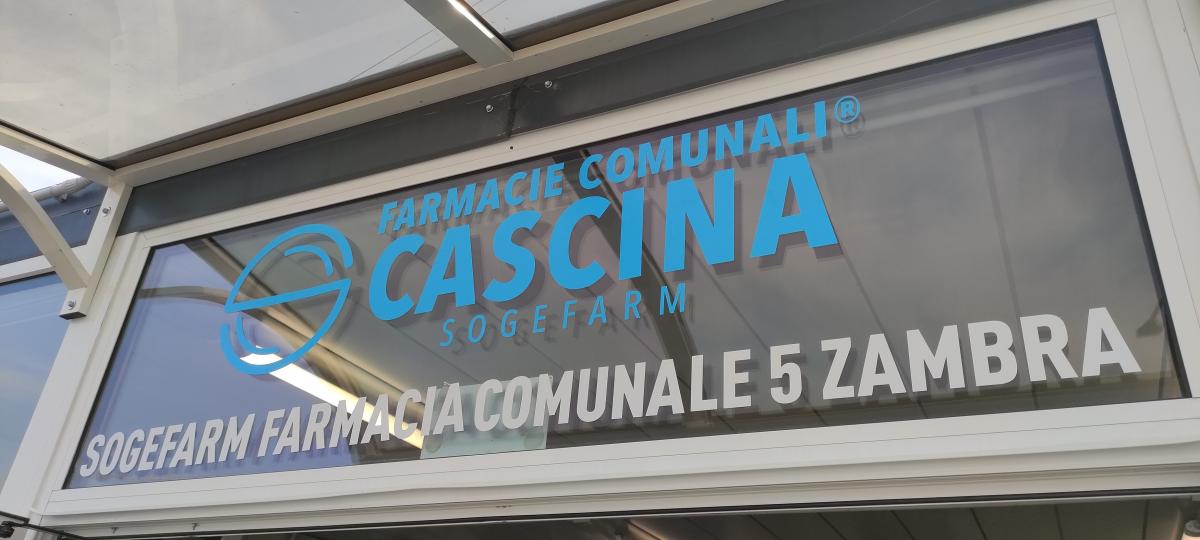 FARMACIE COMUNALI®
CASCINA
SOGEFARM
SOGEFARM FARMACIA COMUNALE 5 ZAMBRA